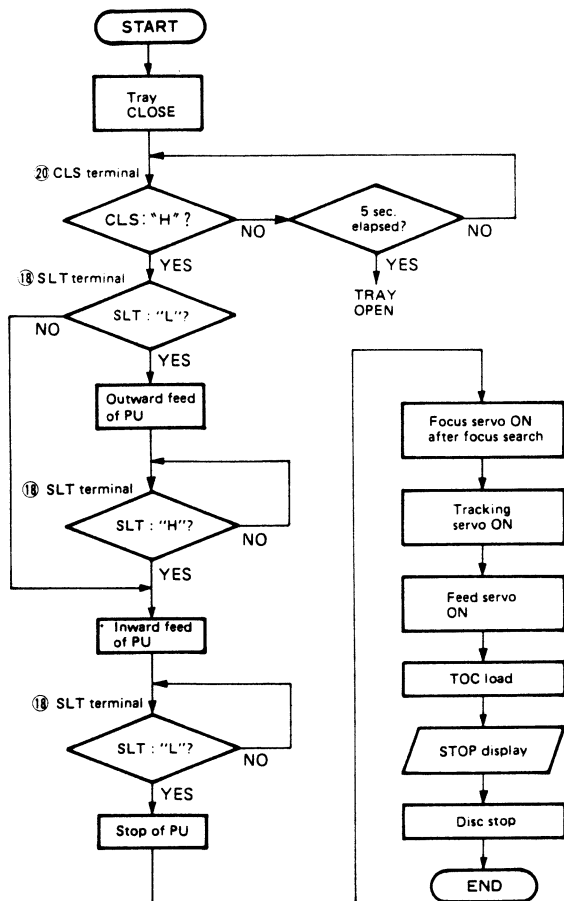 START
Tray
CLOSE
⑳ CLS terminal
CLS: "H"?
NO
5 sec.
elapsed?
NO
YES
YES
TRAY
OPEN
⑱ SLT terminal
NO
SLT : "L"?
YES
Outward feed
of PU
⑱ SLT terminal
SLT : "H"?
NO
YES
Inward feed
of PU
⑱ SLT terminal
SLT : "L"?
NO
YES
Stop of PU
Focus servo ON
after focus search
Tracking
servo ON
Feed servo
ON
TOC load
STOP display
Disc stop
END